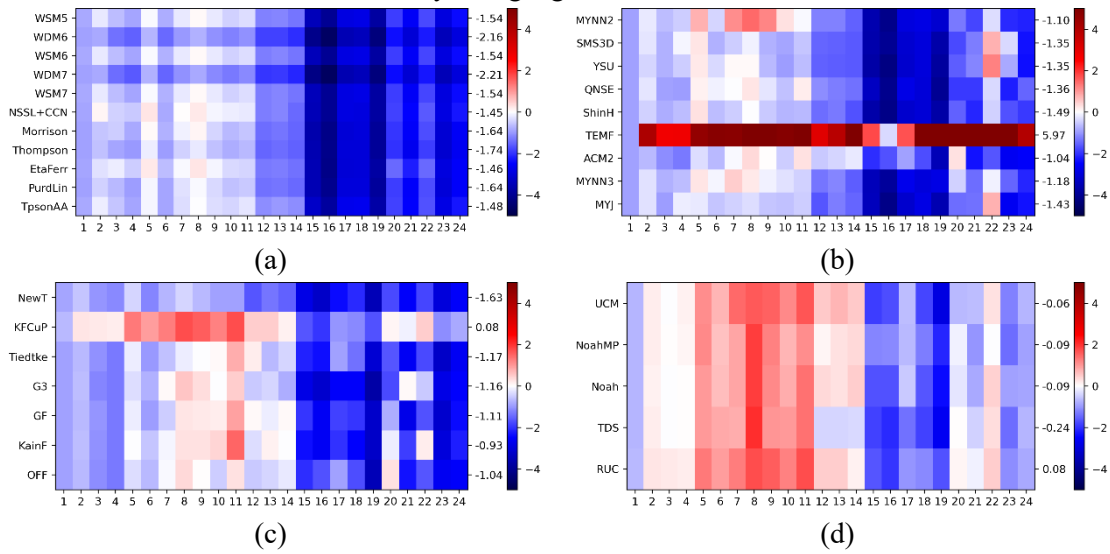 WSM5 -1.54
WDM6 -2.16
WSM6 -1.54
WDM7 -2.21
WSM7 -1.54
NSSL+CCN -1.45
Morrison -1.64
Thompson -1.74
EtaFerr -1.46
PurdLin -1.64
TpsonAA -1.48
1 2 3 4 5 6 7 8 9 10 11 12 13 14 15 16 17 18 19 20 21 22 23 24
4
2
0
−2
−4
(a)
MYNN2 -1.10
SMS3D -1.35
YSU -1.35
QNSE -1.36
ShinH -1.49
TEMF 5.97
ACM2 -1.04
MYNN3 -1.18
MYJ -1.43
1 2 3 4 5 6 7 8 9 10 11 12 13 14 15 16 17 18 19 20 21 22 23 24
4
2
0
−2
−4
(b)
NewT -1.63
KFCuP 0.08
Tiedtke -1.17
G3 -1.16
GF -1.11
KainF -0.93
OFF -1.04
1 2 3 4 5 6 7 8 9 10 11 12 13 14 15 16 17 18 19 20 21 22 23 24
4
2
0
−2
−4
(c)
UCM -0.06
NoahMP -0.09
Noah -0.09
TDS -0.24
RUC 0.08
1 2 3 4 5 6 7 8 9 10 11 12 13 14 15 16 17 18 19 20 21 22 23 24
4
2
0
−2
−4
(d)